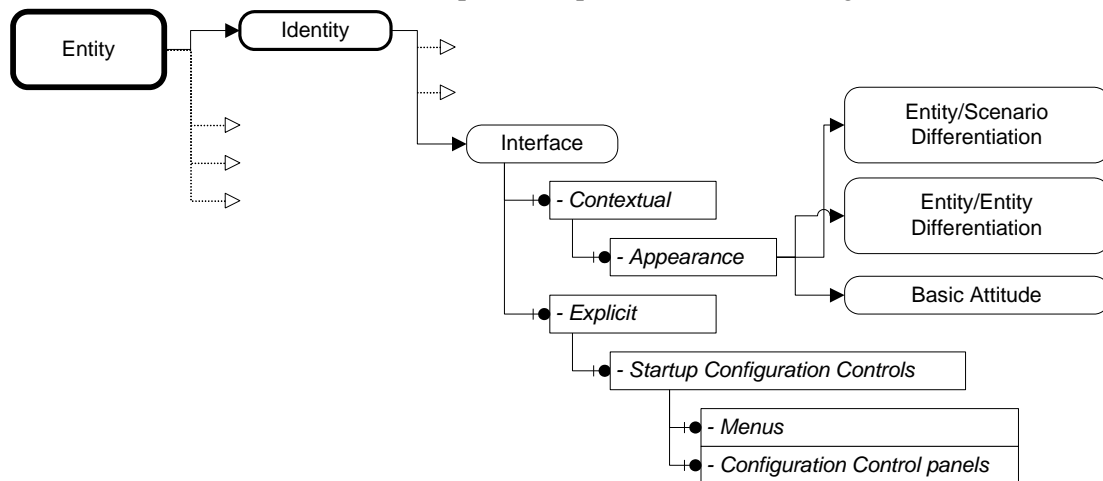 Entity
Identity
Interface
- Contextual
- Appearance
Entity/Scenario
Differentiation
Entity/Entity
Differentiation
Basic Attitude
- Explicit
- Startup Configuration Controls
- Menus
- Configuration Control panels